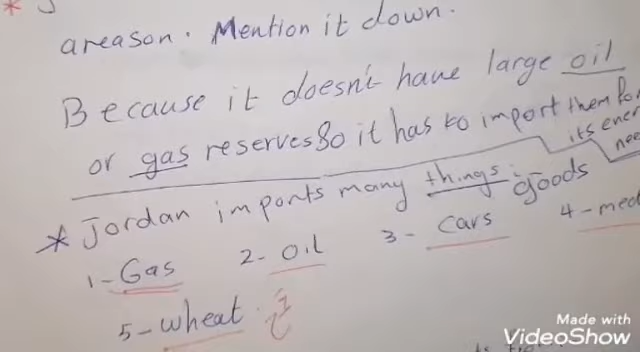 areason. Mention it down.
Because it doesn't have large oil
or gas reserves so it has to import them for
its
* Jordan imports many things: goods
1- Gas 2- Oil 3- Cars 4-
5- wheat
Made with
VideoShow